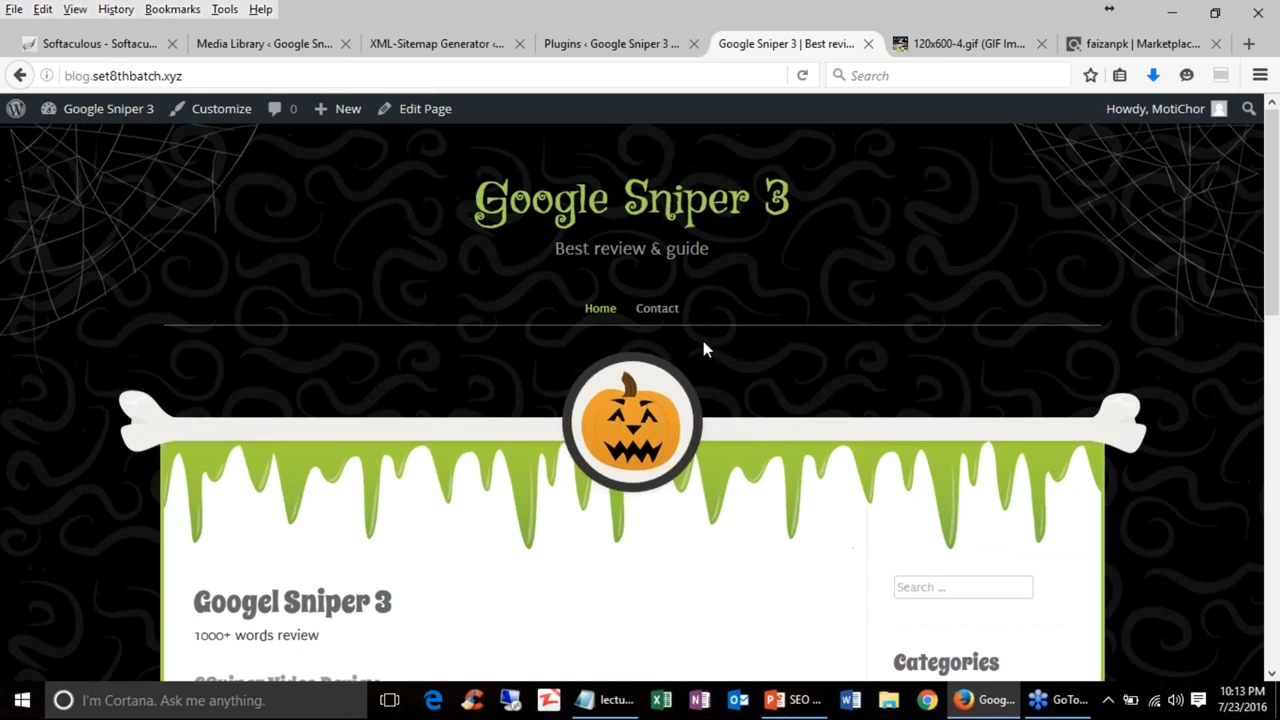 File Edit View History Bookmarks Tools Help
Softaculous - Softacu... Media Library ‹ Google Sn... XML-Sitemap Generator ‹... Plugins ‹ Google Sniper 3 ... Google Sniper 3 | Best revi... 120x600-4.gif (GIF Im... faizanpk | Marketplac...
blog.set8thbatch.xyz Search
Google Sniper 3 Customize 0 New Edit Page Howdy, MotiChor
Google Sniper 3
Best review & guide
Home Contact
Googel Sniper 3
1000+ words review
Search ...
Categories
GSniper Video Review
I'm Cortana. Ask me anything. lectu... SEO ... Goog... GoTo... 10:13 PM
7/23/2016